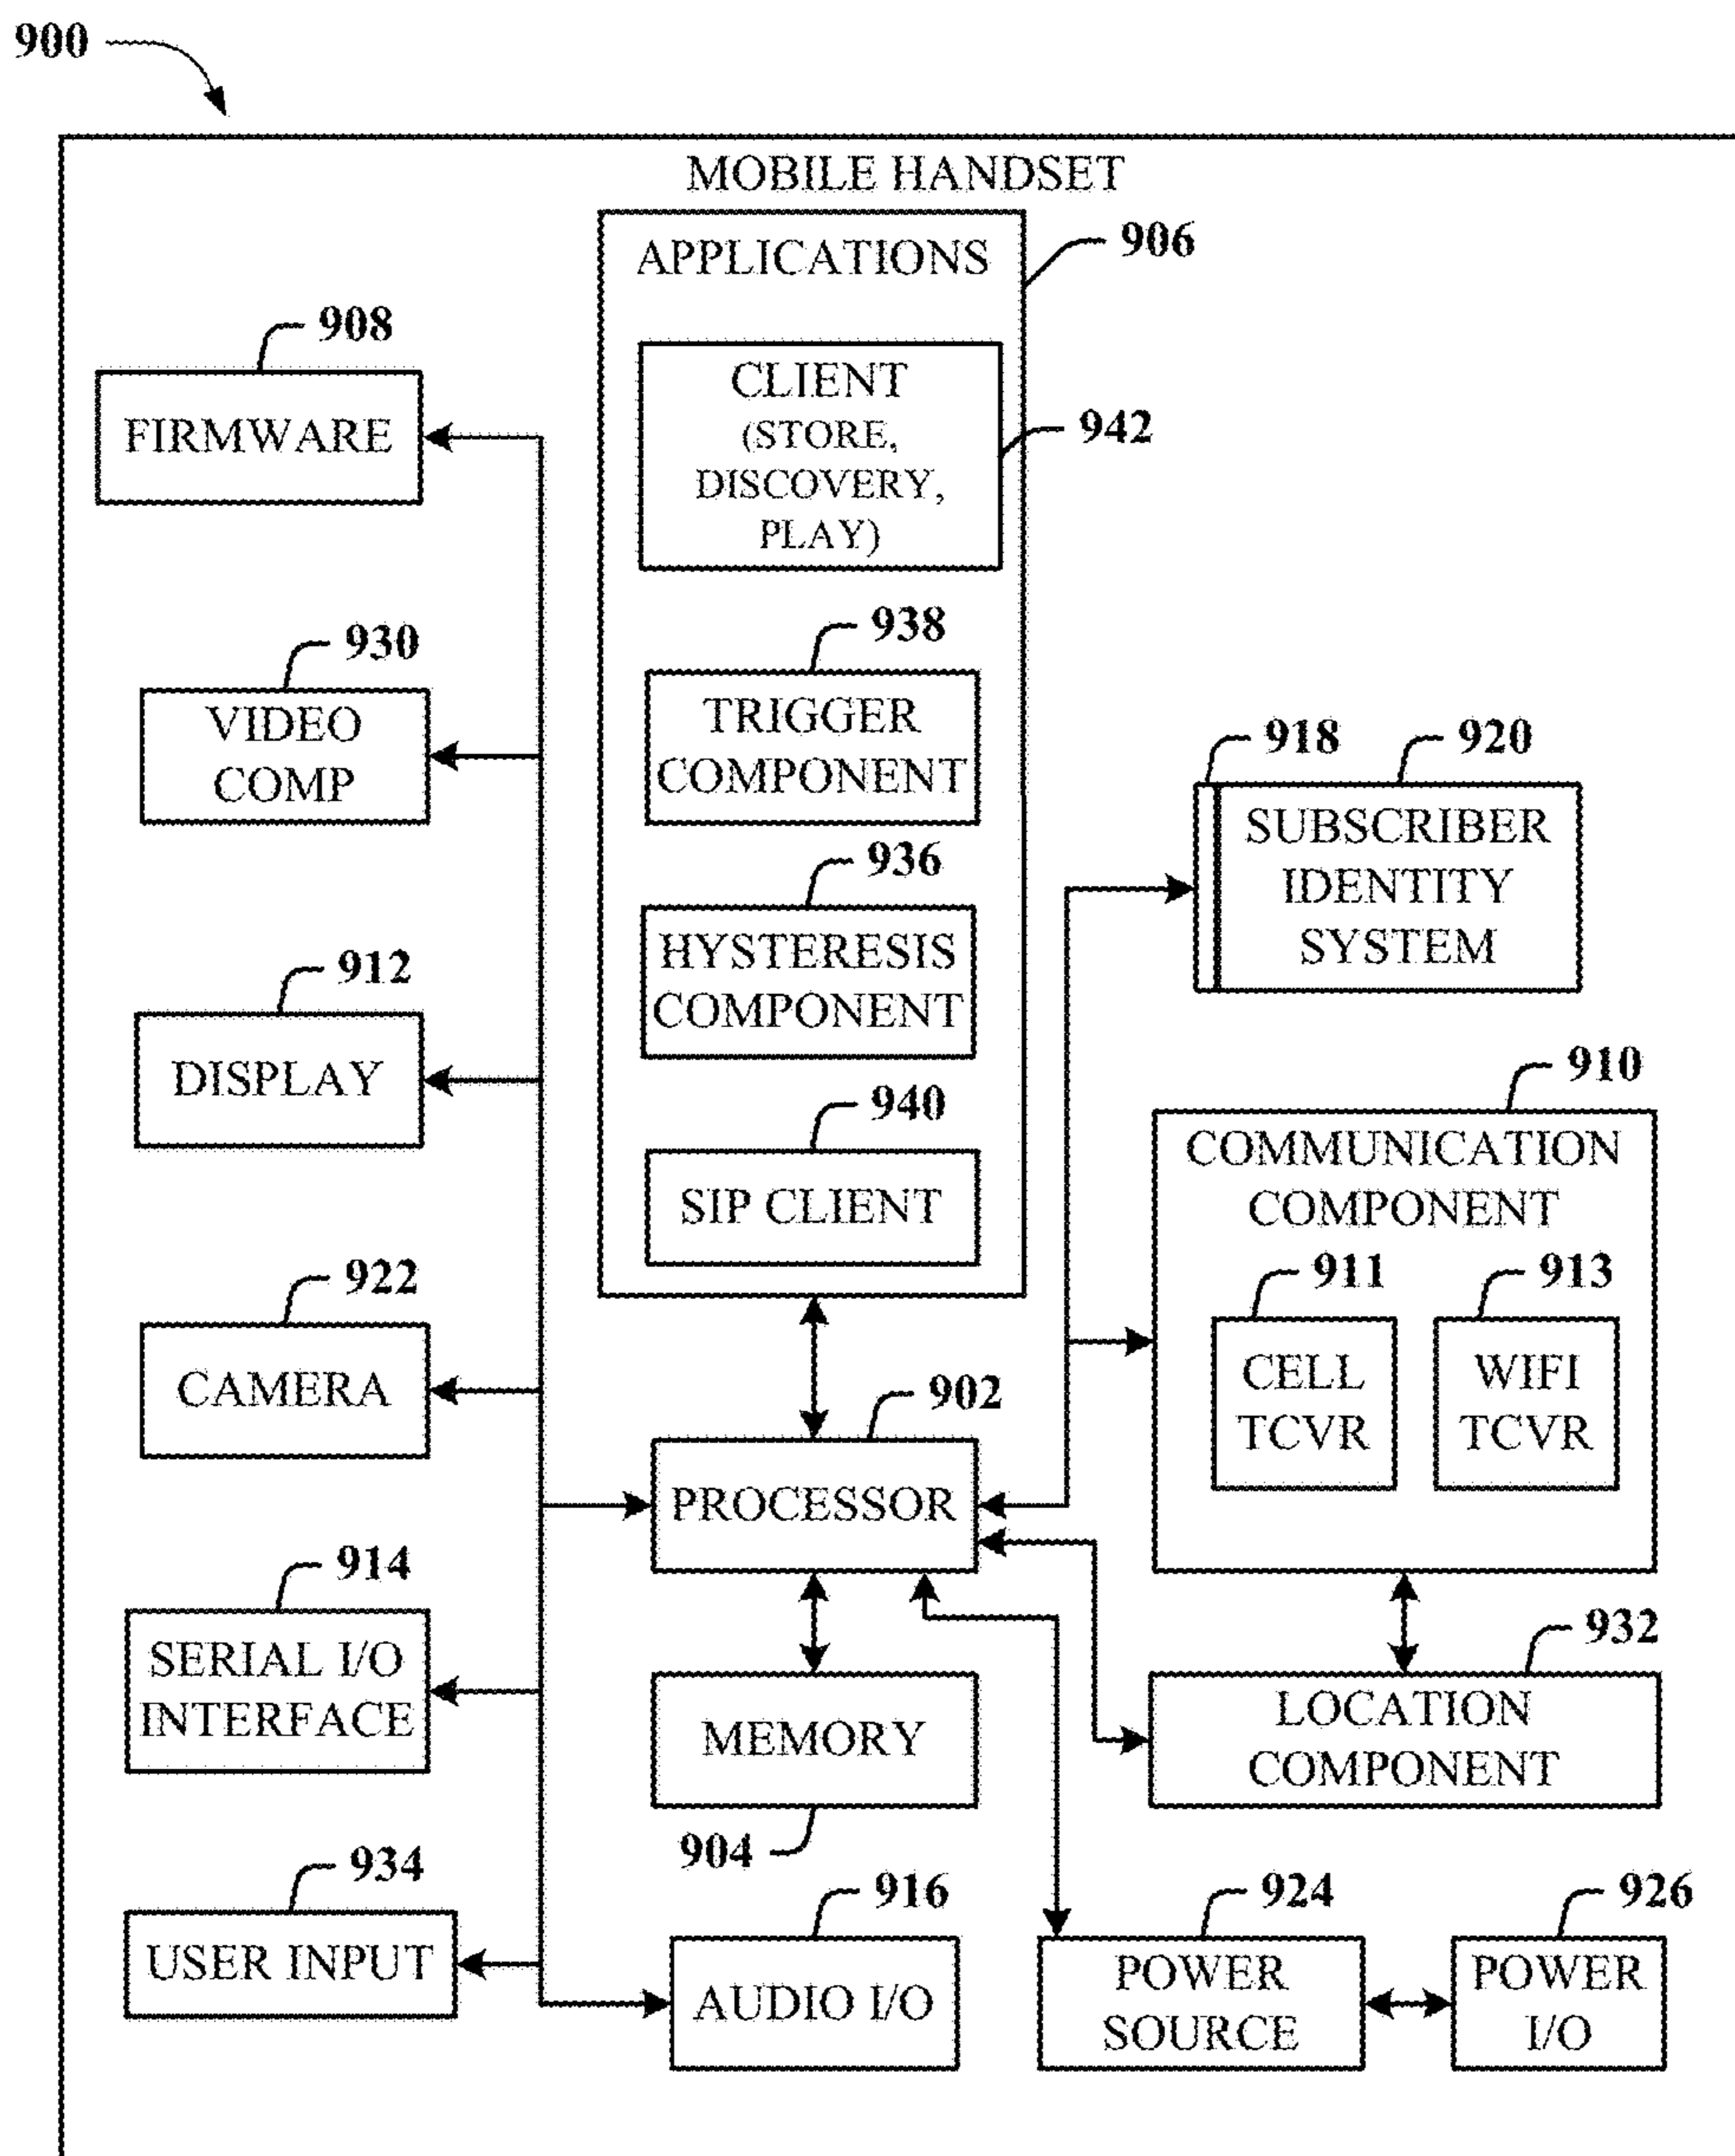 900
MOBILE HANDSET
APPLICATIONS
906
CLIENT
(STORE,
DISCOVERY,
PLAY)
942
938
TRIGGER
COMPONENT
936
HYSTERESIS
COMPONENT
940
SIP CLIENT
908
FIRMWARE
930
VIDEO
COMP
912
DISPLAY
922
CAMERA
914
SERIAL I/O
INTERFACE
934
USER INPUT
902
PROCESSOR
MEMORY
904
916
AUDIO I/O
918
920
SUBSCRIBER
IDENTITY
SYSTEM
910
COMMUNICATION
COMPONENT
911
CELL
TCVR
913
WIFI
TCVR
932
LOCATION
COMPONENT
924
POWER
SOURCE
926
POWER
I/O